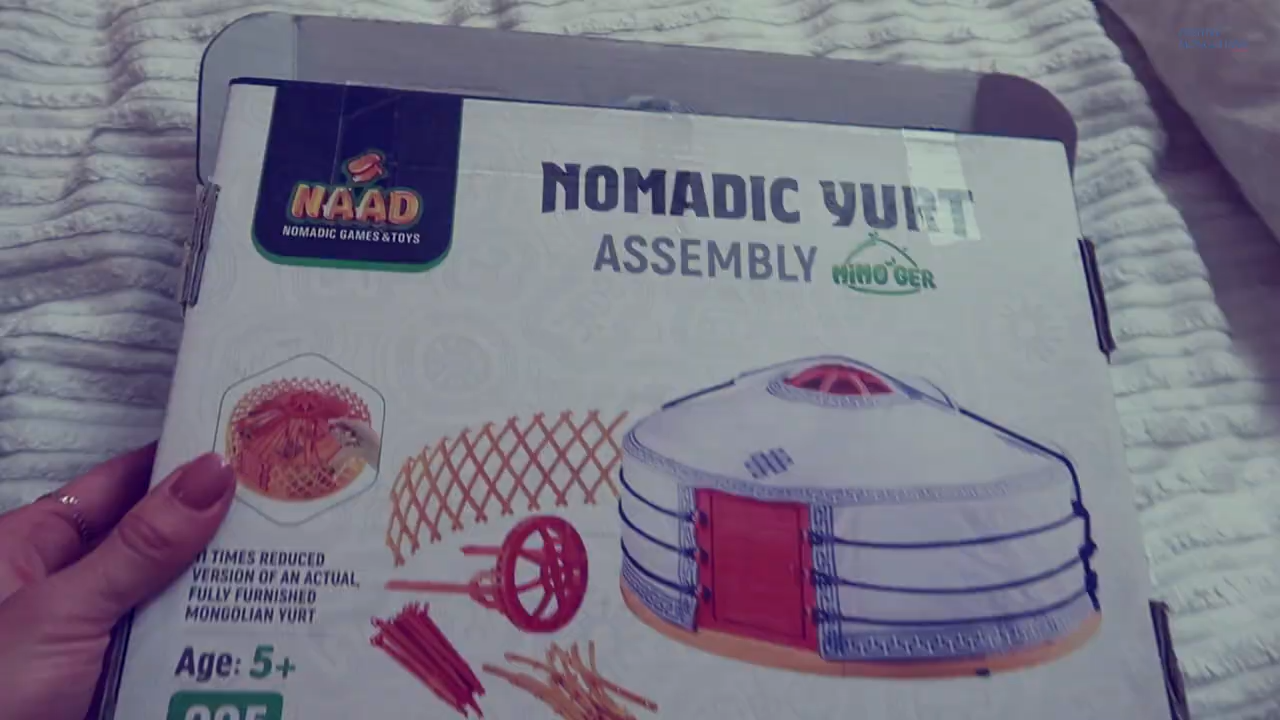 NAAD
NOMADIC GAMES & TOYS
NOMADIC YURT
ASSEMBLY
MiMO GER
TIMES REDUCED
VERSION OF AN ACTUAL,
FULLY FURNISHED
MONGOLIAN YURT
Age: 5+